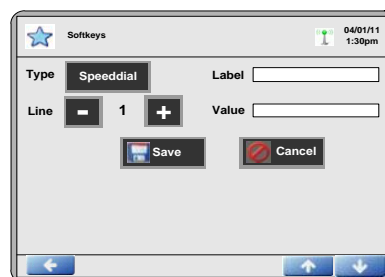 Softkeys
04/01/11
1:30pm
Type Speeddial Label
Line - 1 + Value
Save Cancel